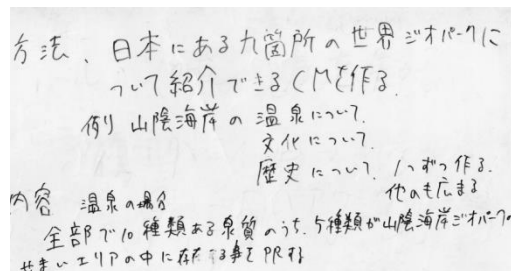 方法、日本にある九箇所の世界ジオパークに
ついて紹介できるCMを作る.
例 山陰海岸の温泉について.
文化について.
歴史について. 1つずつ作る.
他のも広まる
内容 温泉の場合
全部で10種類ある泉質のうち、5種類が山陰海岸ジオパークの
せまいエリアの中に存在する事をPRする